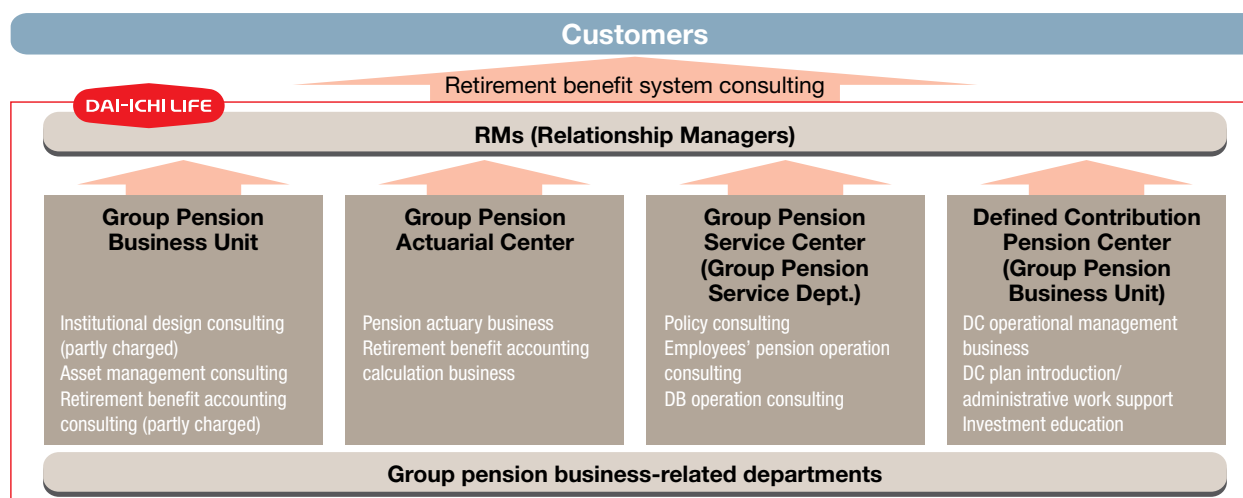 Customers
Retirement benefit system consulting
DAI-ICHI LIFE
RMs (Relationship Managers)
Group Pension
Business Unit
Institutional design consulting
(partly charged)
Asset management consulting
Retirement benefit accounting
consulting (partly charged)
Group Pension
Actuarial Center
Pension actuary business
Retirement benefit accounting
calculation business
Group Pension
Service Center
(Group Pension
Service Dept.)
Policy consulting
Employees’ pension operation
consulting
DB operation consulting
Defined Contribution
Pension Center
(Group Pension
Business Unit)
DC operational management
business
DC plan introduction/
administrative work support
Investment education
Group pension business-related departments